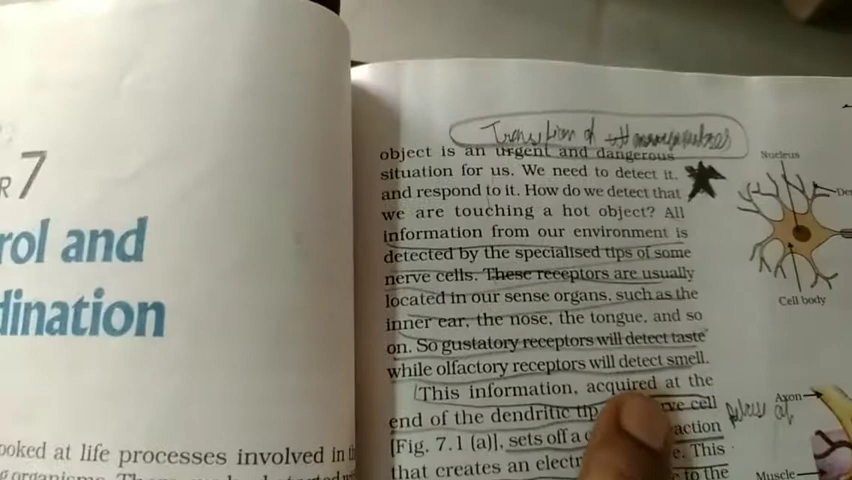 R 7
rol and
dination
ooked at life processes involved in
Transition of
object is an urgent and dangerous
situation for us. We need to detect it,
and respond to it. How do we detect that
we are touching a hot object? All
information from our environment is
detected by the specialised tips of some
nerve cells. These receptors are usually
located in our sense organs, such as the
inner ear, the nose, the tongue, and so
on. So gustatory receptors will detect taste
while olfactory receptors will detect smell.
This information, acquired at the
end of the dendritic tip rve cell
[Fig. 7.1 (a)], sets off a action
that creates an electr e. This
to the
Nucleus
Den
Cell body
Axon
Muscle